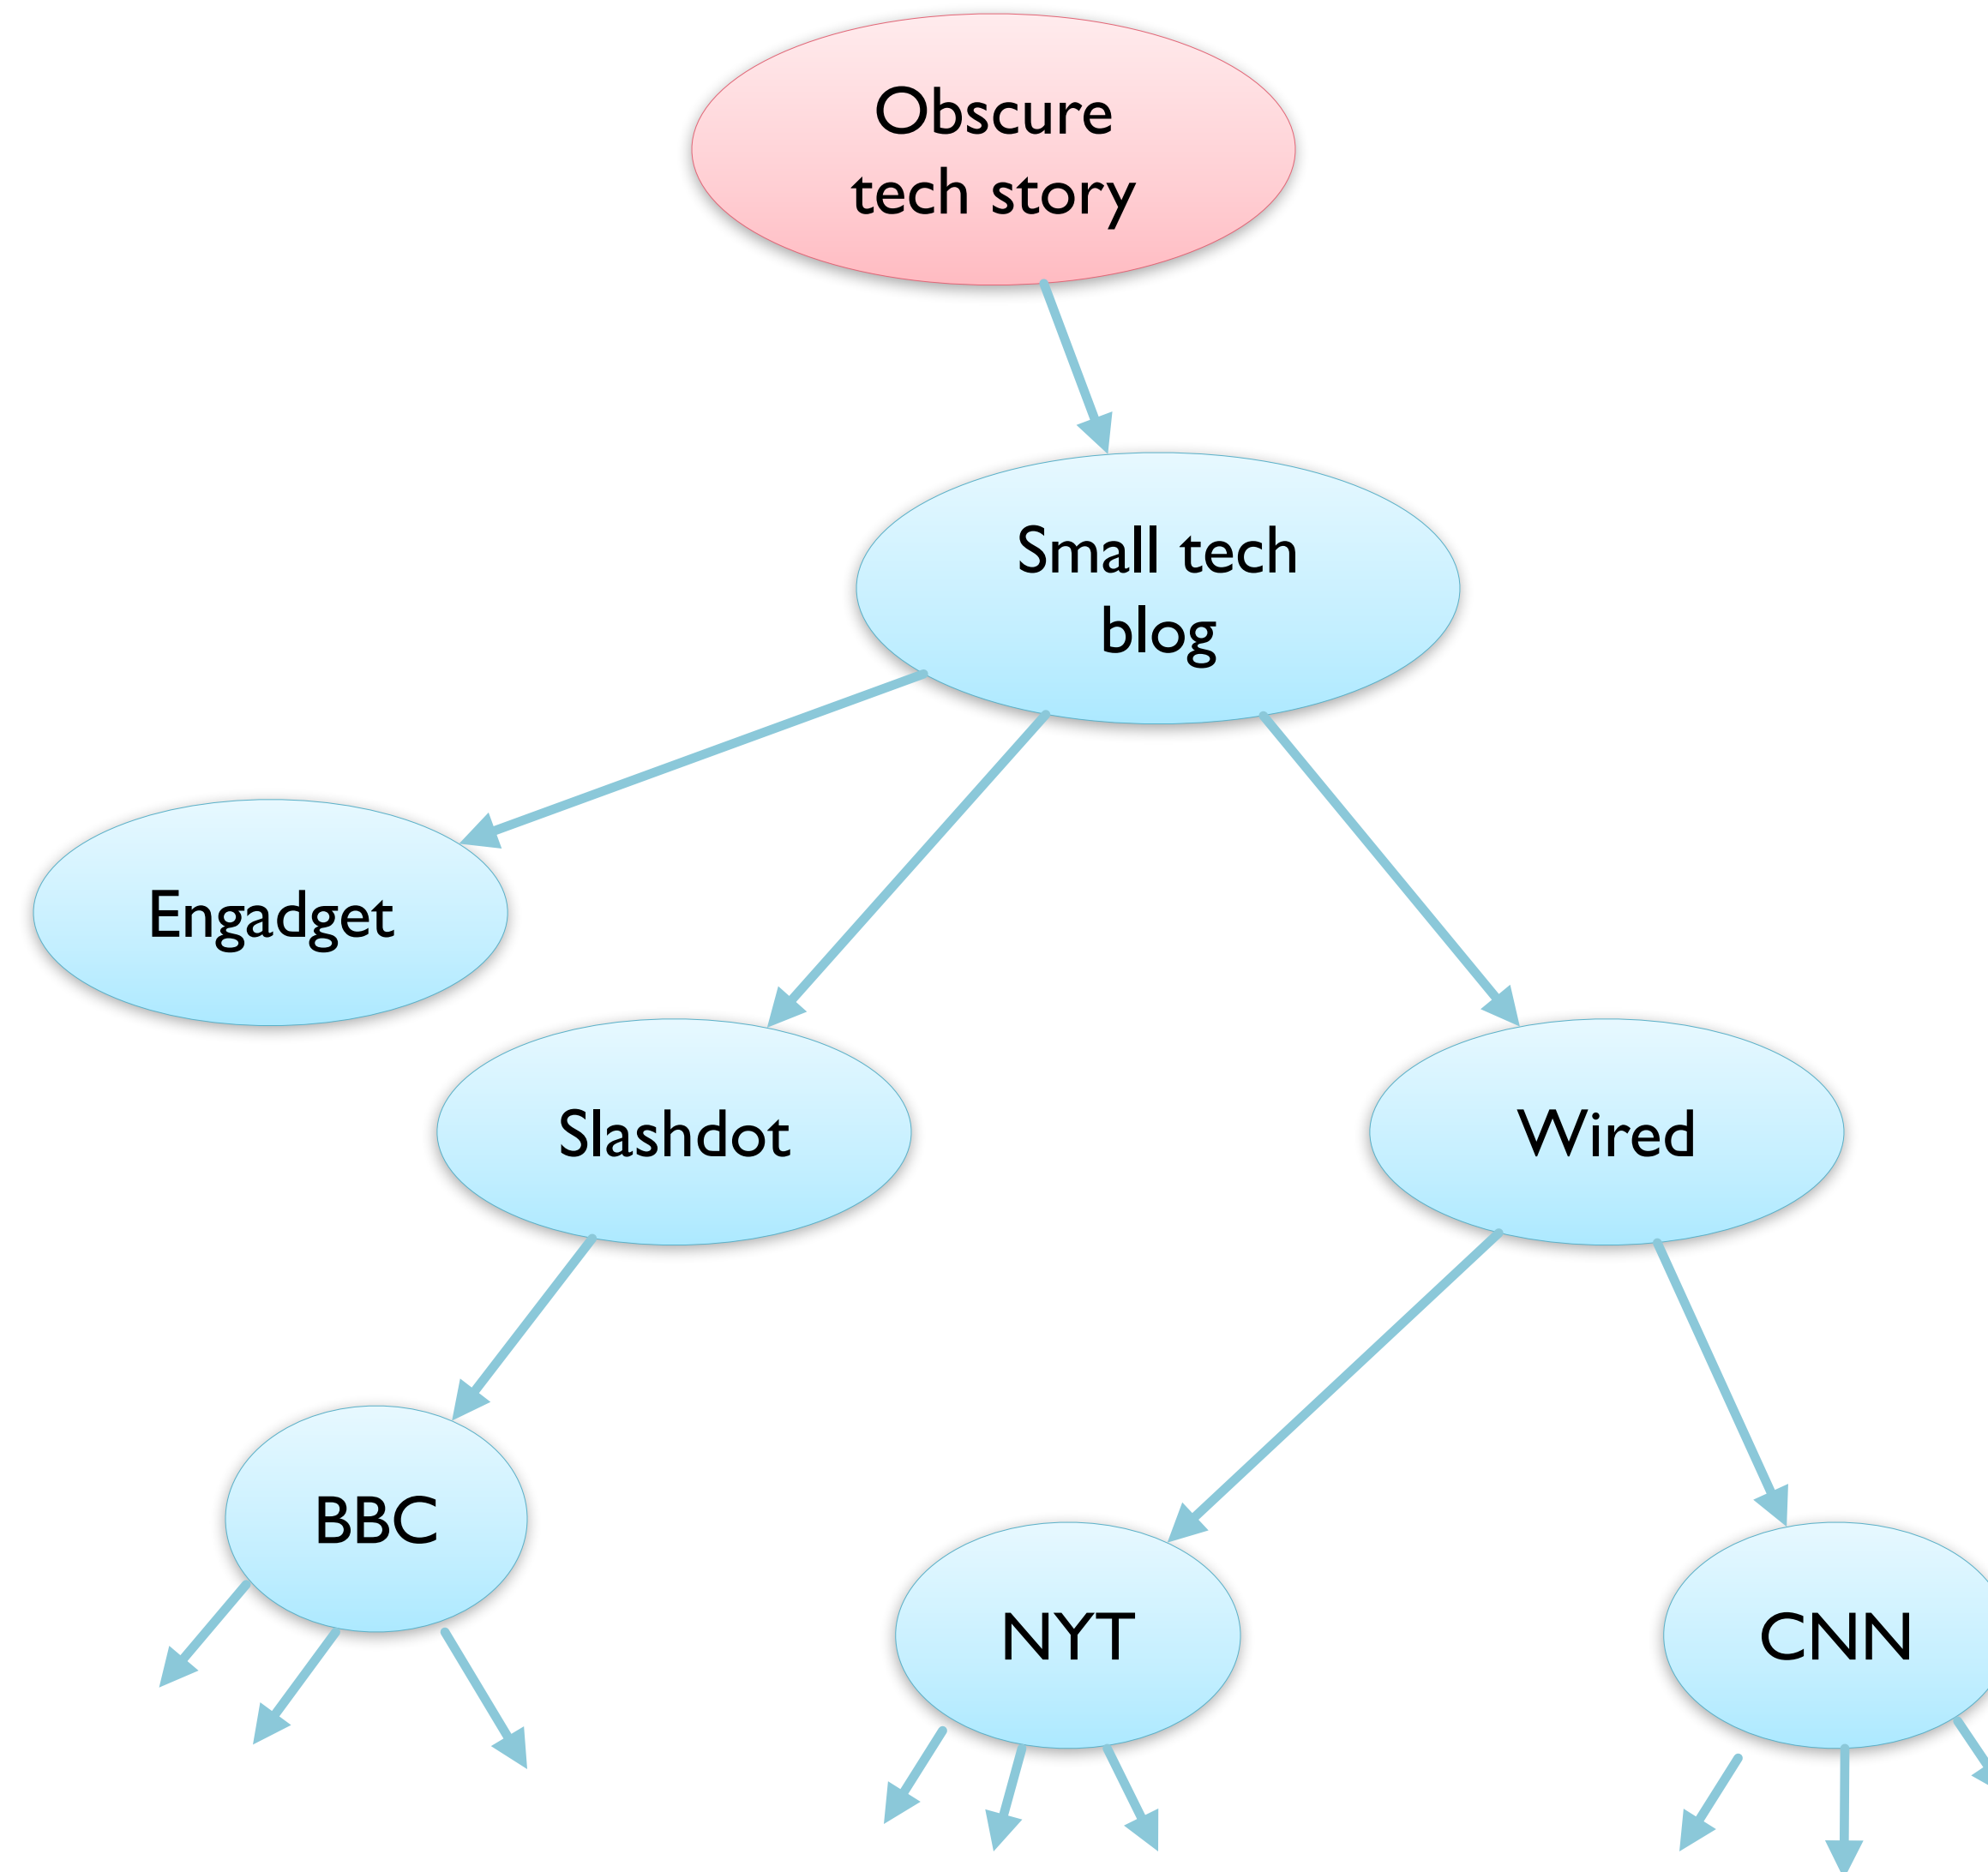 Obscure
tech story
Small tech
blog
Engadget
Slashdot
Wired
BBC
NYT
CNN